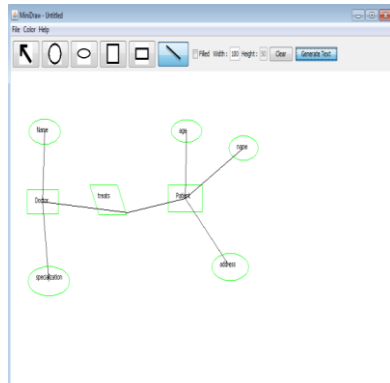 MiniDraw - Untitled
File Color Help
Filled Width: 100 Height: 50 Clear Generate Text
Name
age
name
treats
Doctor
Patient
address
specialization